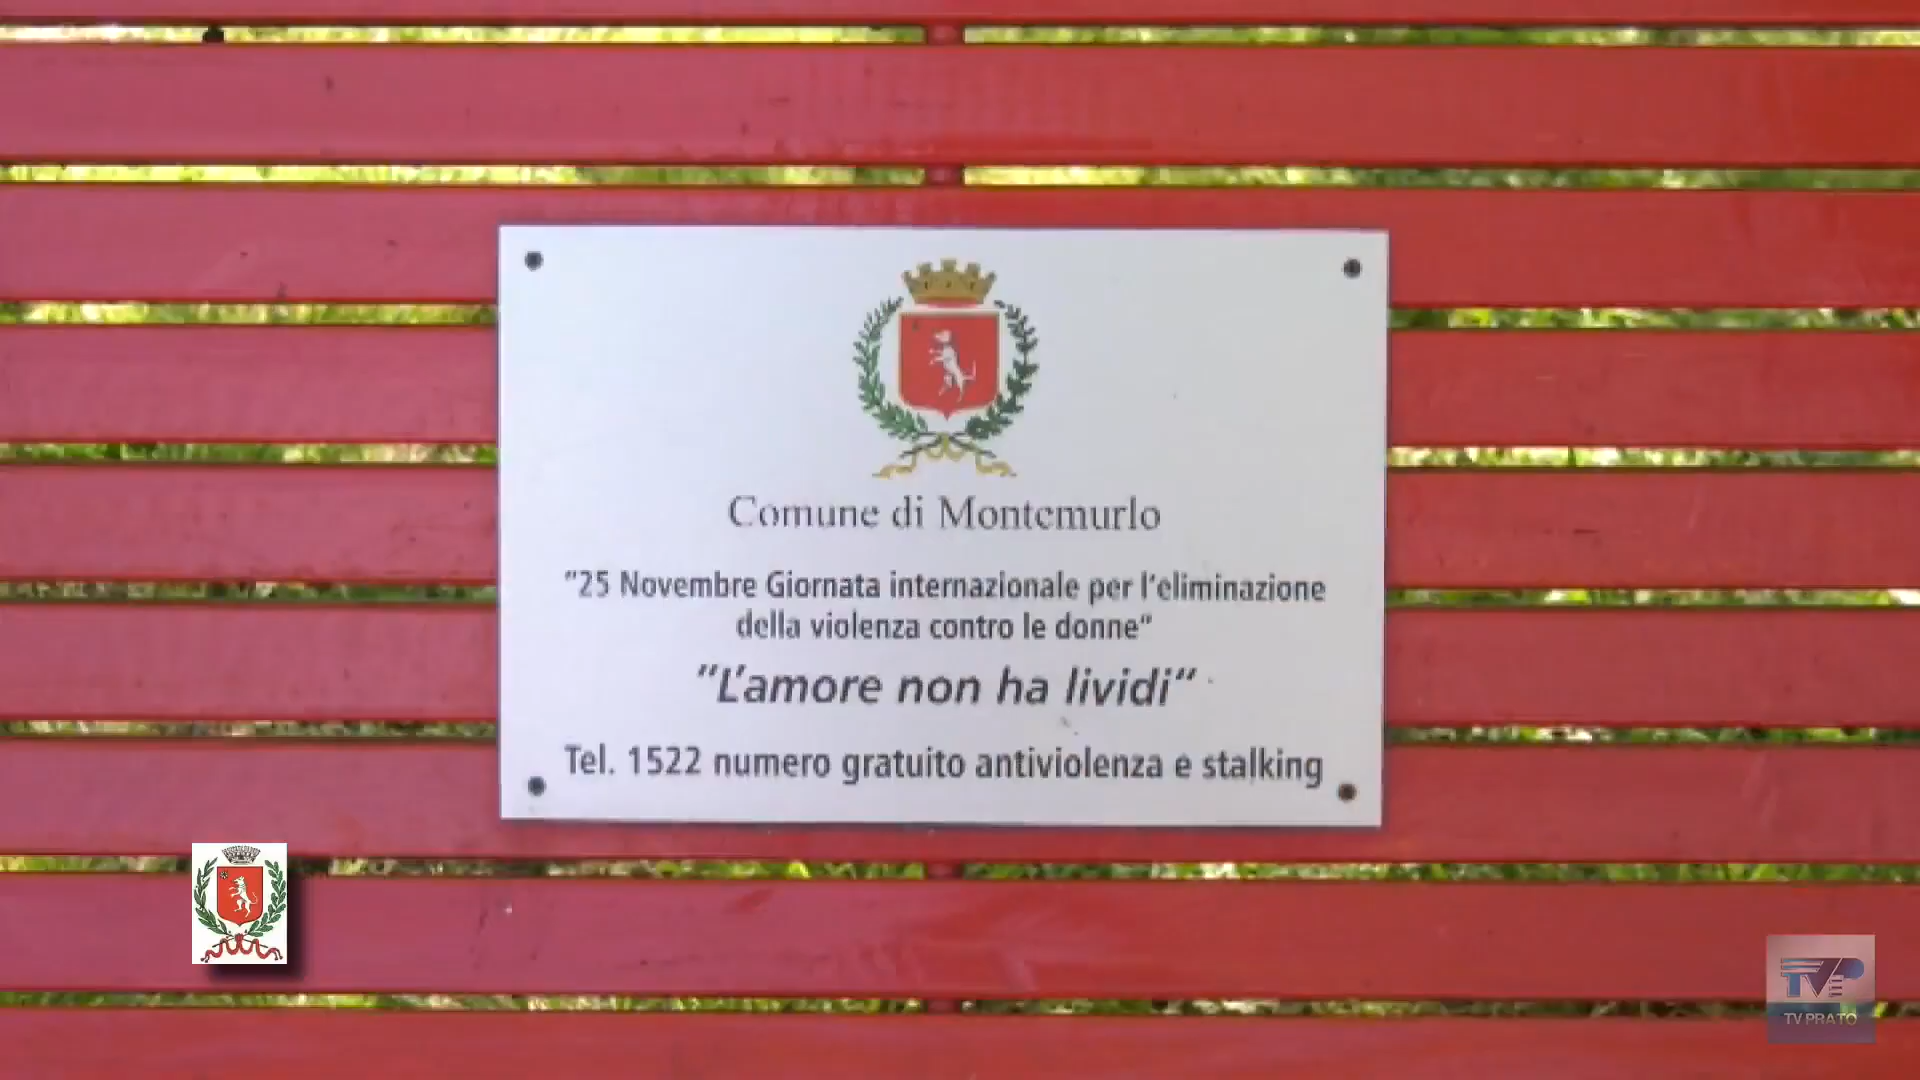 Comune di Montemurlo
"25 Novembre Giornata internazionale per l'eliminazione
della violenza contro le donne"
"L'amore non ha lividi"
Tel. 1522 numero gratuito antiviolenza e stalking
TVP
TV PRATO